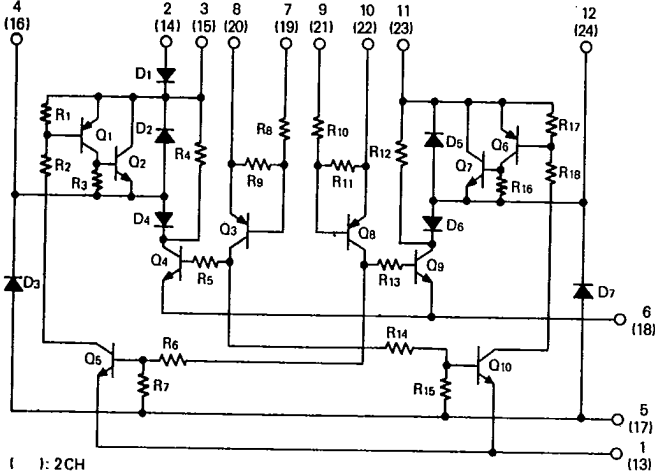 4 2 3 8 7 9 10 11 12
(16) (14) (15) (20) (19) (21) (22) (23) (24)
D1
R1 Q1 D2 R8 R10 D5 Q6 R17
R2 Q2 R4 R12 Q7
R3 R9 R11 R16 R18
D4 Q3 Q8 D6
Q4 Q9
D3 R5 R13 D7
6
(18)
R6 R14
Q5 Q10
R7 R15
5
(17)
1
(13)
( ): 2CH